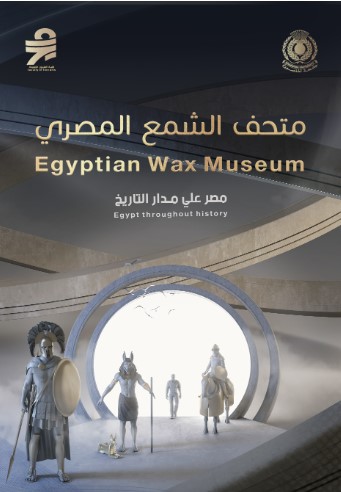 متحف الشمع المصري
Egyptian Wax Museum
مصر علي مدار التاريخ
Egypt throughout history